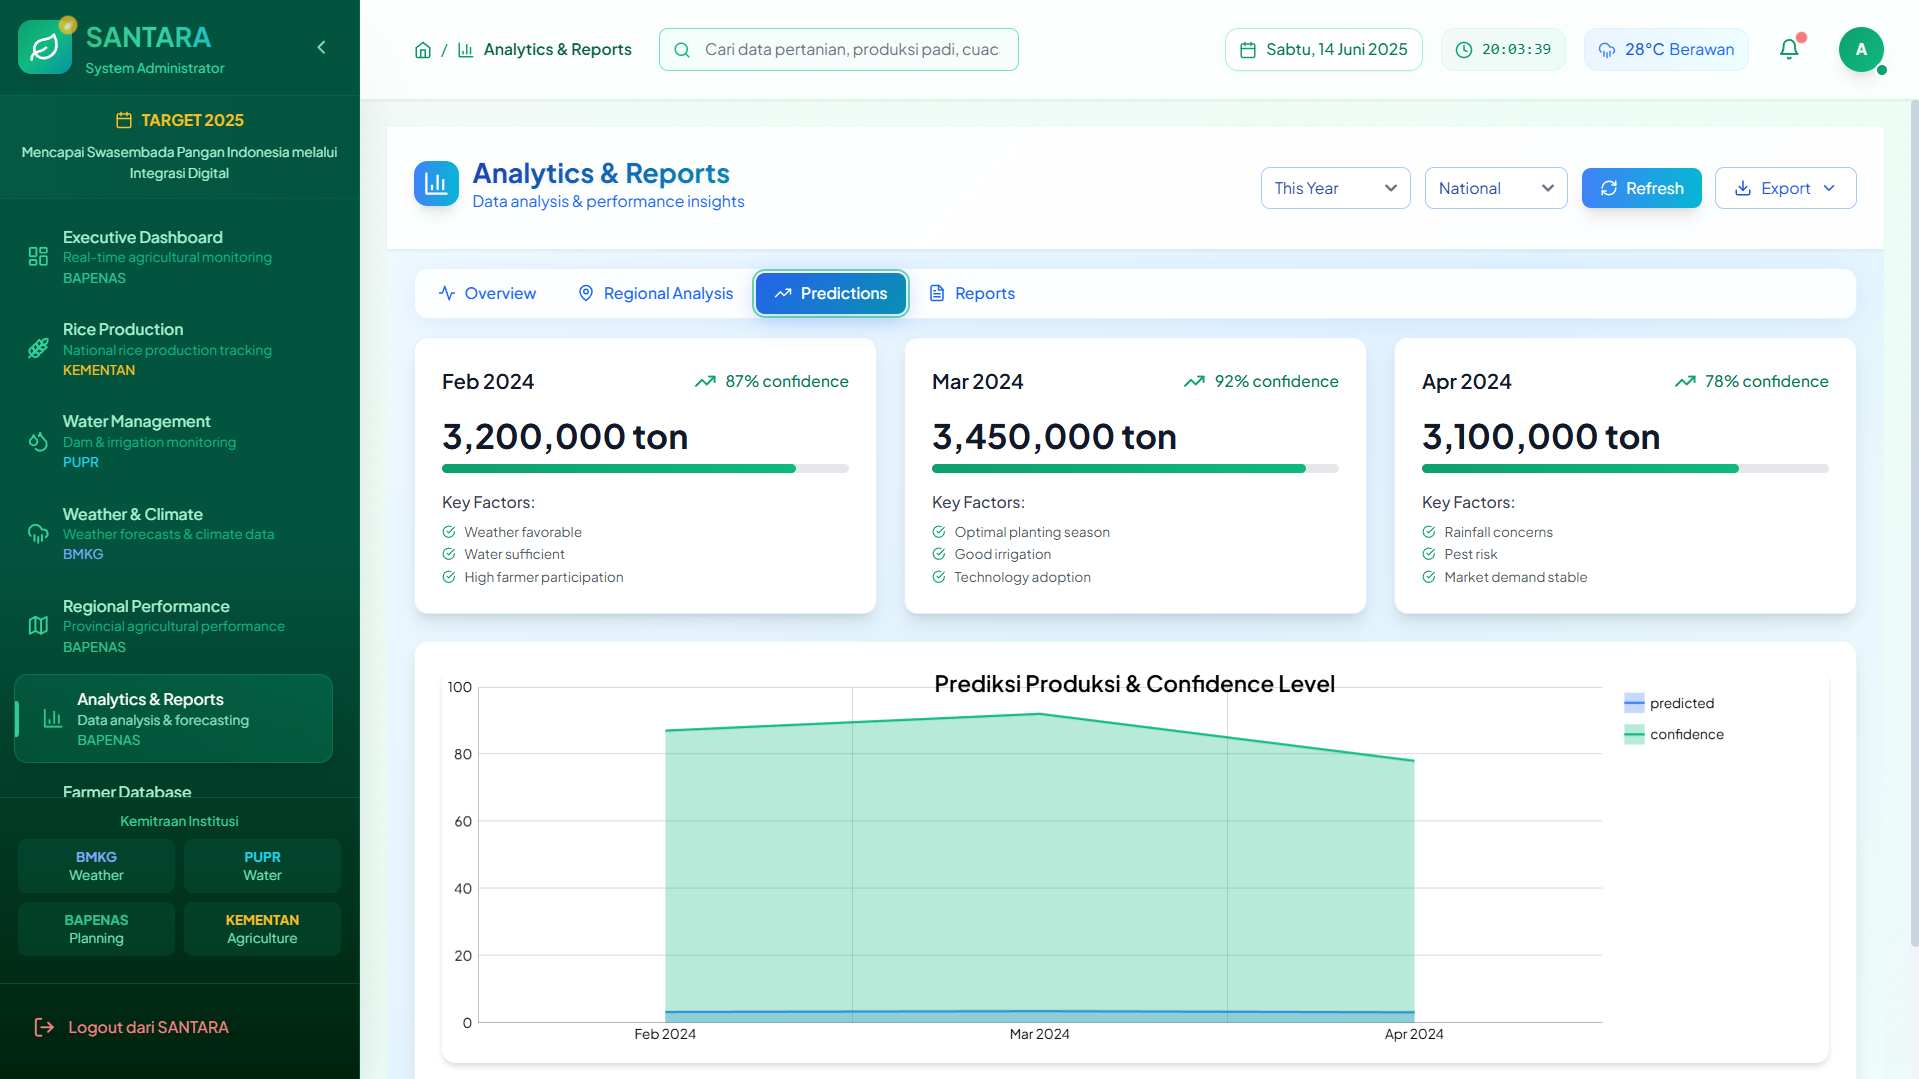 SANTARA
System Administrator
TARGET 2025
Mencapai Swasembada Pangan Indonesia melalui
Integrasi Digital
Executive Dashboard
Real-time agricultural monitoring
BAPENAS
Rice Production
National rice production tracking
KEMENTAN
Water Management
Dam & irrigation monitoring
PUPR
Weather & Climate
Weather forecasts & climate data
BMKG
Regional Performance
Provincial agricultural performance
BAPENAS
Analytics & Reports
Data analysis & forecasting
BAPENAS
Farmer Database
Kemitraan Institusi
BMKG
Weather
PUPR
Water
BAPENAS
Planning
KEMENTAN
Agriculture
Logout dari SANTARA
/ Analytics & Reports
Cari data pertanian, produksi padi, cuac
Sabtu, 14 Juni 2025
20:03:39
28°C Berawan
A
Analytics & Reports
Data analysis & performance insights
This Year
National
Refresh
Export
Overview
Regional Analysis
Predictions
Reports
Feb 2024
87% confidence
3,200,000 ton
Key Factors:
Weather favorable
Water sufficient
High farmer participation
Mar 2024
92% confidence
3,450,000 ton
Key Factors:
Optimal planting season
Good irrigation
Technology adoption
Apr 2024
78% confidence
3,100,000 ton
Key Factors:
Rainfall concerns
Pest risk
Market demand stable
Prediksi Produksi & Confidence Level
100
80
60
40
20
0
Feb 2024
Mar 2024
Apr 2024
predicted
confidence